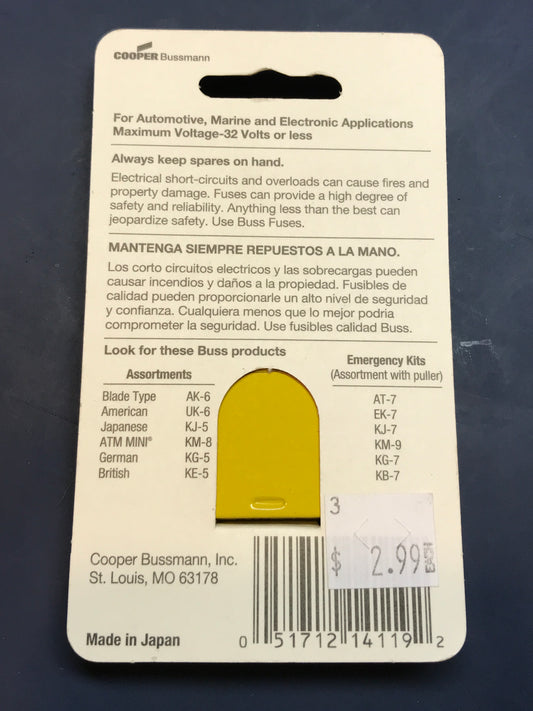 COOPER Bussmann
For Automotive, Marine and Electronic Applications
Maximum Voltage-32 Volts or less
Always keep spares on hand.
Electrical short-circuits and overloads can cause fires and
property damage. Fuses can provide a high degree of
safety and reliability. Anything less than the best can
jeopardize safety. Use Buss Fuses.
MANTENGA SIEMPRE REPUESTOS A LA MANO.
Los corto circuitos electricos y las sobrecargas pueden
causar incendios y daños a la propiedad. Fusibles de
calidad pueden proporcionarle un alto nivel de seguridad
y confianza. Cualquiera menos que lo mejor podria
comprometer la seguridad. Use fusibles calidad Buss.
Look for these Buss products
Assortments
Blade Type AK-6
American UK-6
Japanese KJ-5
ATM MINI® KM-8
German KG-5
British KE-5
Emergency Kits
(Assortment with puller)
AT-7
EK-7
KJ-7
KM-9
KG-7
KB-7
3
$ 2.99 EACH
Cooper Bussmann, Inc.
St. Louis, MO 63178
Made in Japan
0 51712 14119 2